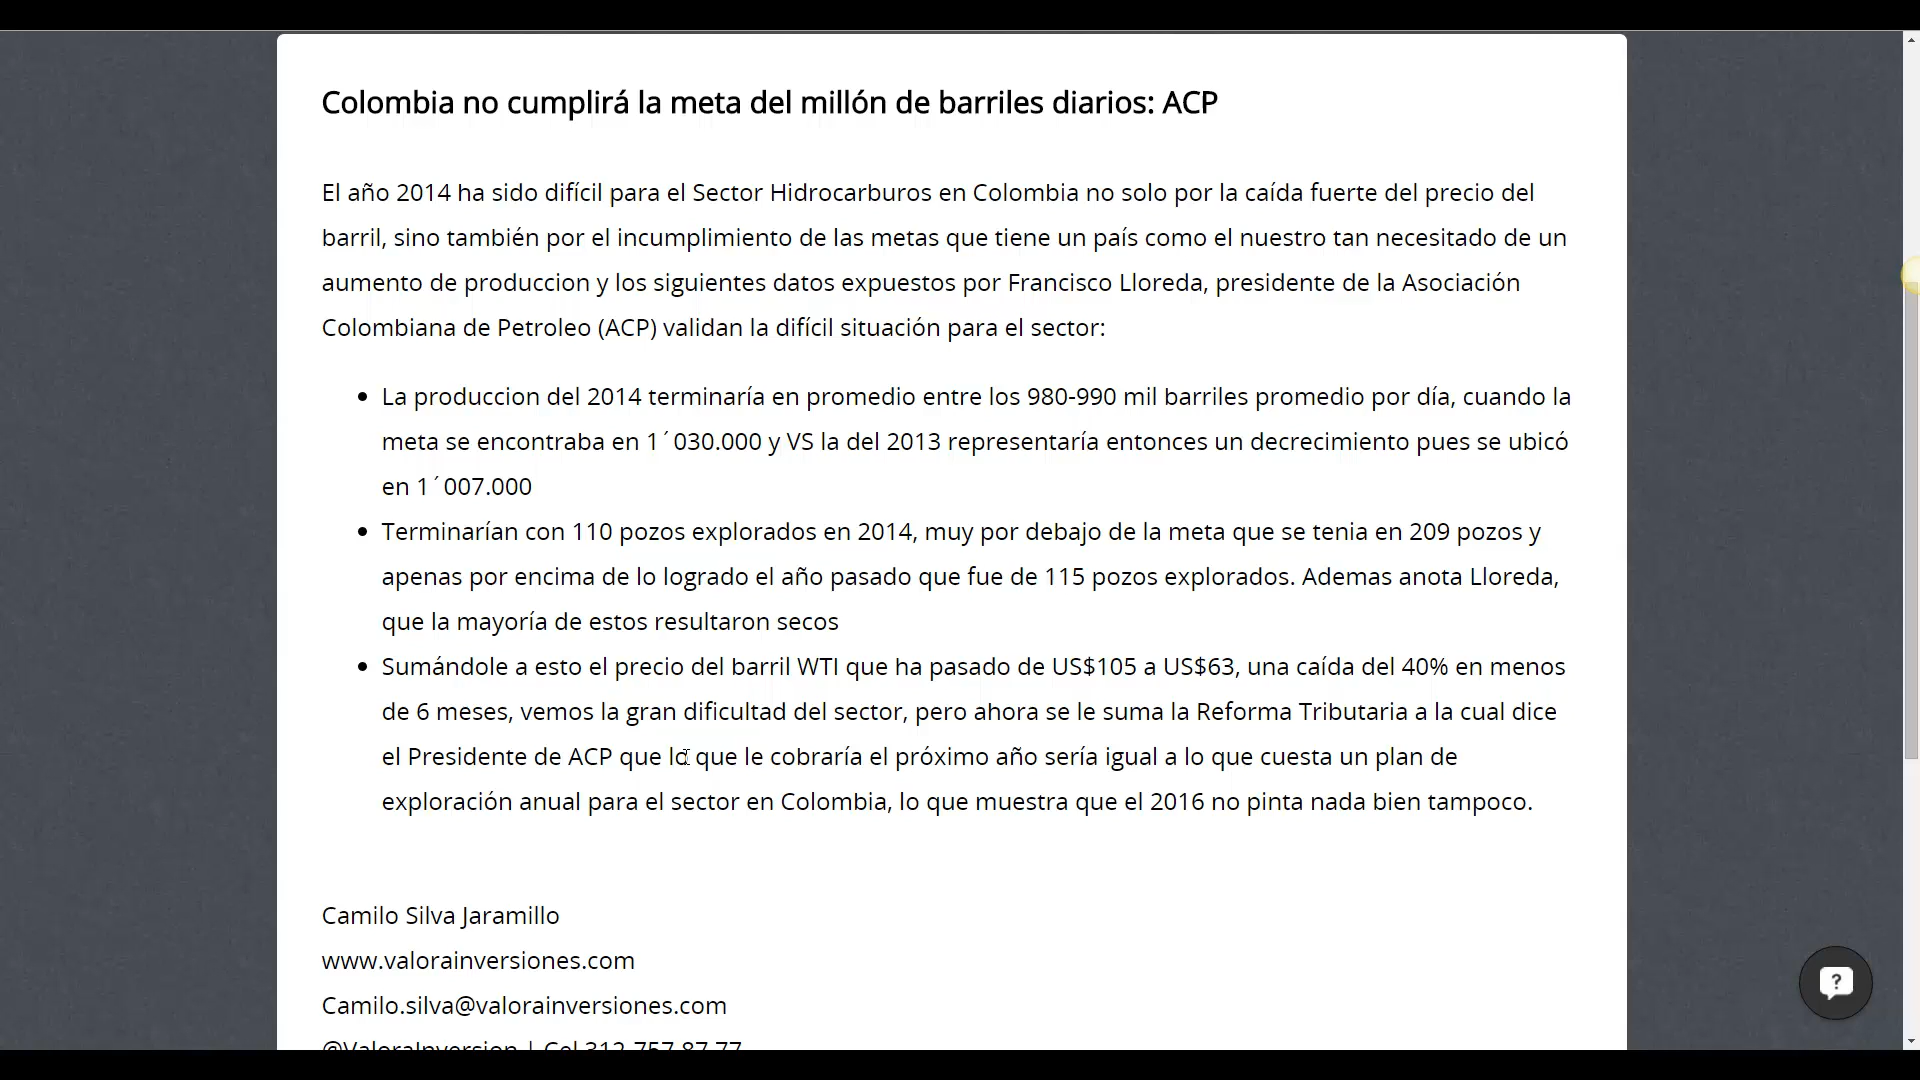 Colombia no cumplirá la meta del millón de barriles diarios: ACP
El año 2014 ha sido difícil para el Sector Hidrocarburos en Colombia no solo por la caída fuerte del precio del
barril, sino también por el incumplimiento de las metas que tiene un país como el nuestro tan necesitado de un
aumento de produccion y los siguientes datos expuestos por Francisco Lloreda, presidente de la Asociación
Colombiana de Petroleo (ACP) validan la difícil situación para el sector:
• La produccion del 2014 terminaría en promedio entre los 980-990 mil barriles promedio por día, cuando la
meta se encontraba en 1´030.000 y VS la del 2013 representaría entonces un decrecimiento pues se ubicó
en 1´007.000
• Terminarían con 110 pozos explorados en 2014, muy por debajo de la meta que se tenia en 209 pozos y
apenas por encima de lo logrado el año pasado que fue de 115 pozos explorados. Ademas anota Lloreda,
que la mayoría de estos resultaron secos
• Sumándole a esto el precio del barril WTI que ha pasado de US$105 a US$63, una caída del 40% en menos
de 6 meses, vemos la gran dificultad del sector, pero ahora se le suma la Reforma Tributaria a la cual dice
el Presidente de ACP que lo que le cobraría el próximo año sería igual a lo que cuesta un plan de
exploración anual para el sector en Colombia, lo que muestra que el 2016 no pinta nada bien tampoco.
Camilo Silva Jaramillo
www.valorainversiones.com
Camilo.silva@valorainversiones.com
@ValoraInversion | Cel 312 757 87 77